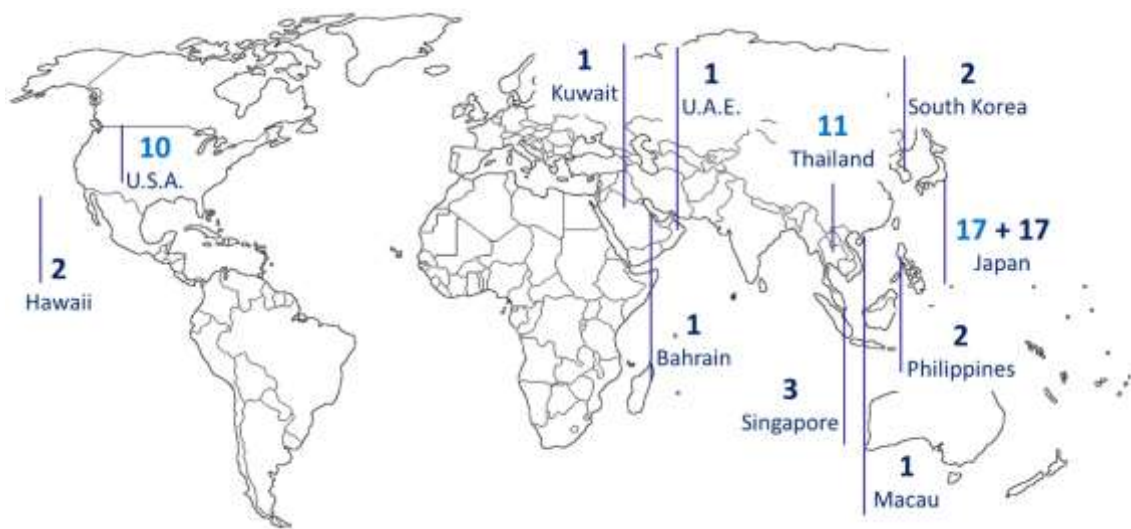 1
Kuwait
1
U.A.E.
2
South Korea
10
U.S.A.
11
Thailand
17 + 17
Japan
2
Hawaii
1
Bahrain
2
Philippines
3
Singapore
1
Macau